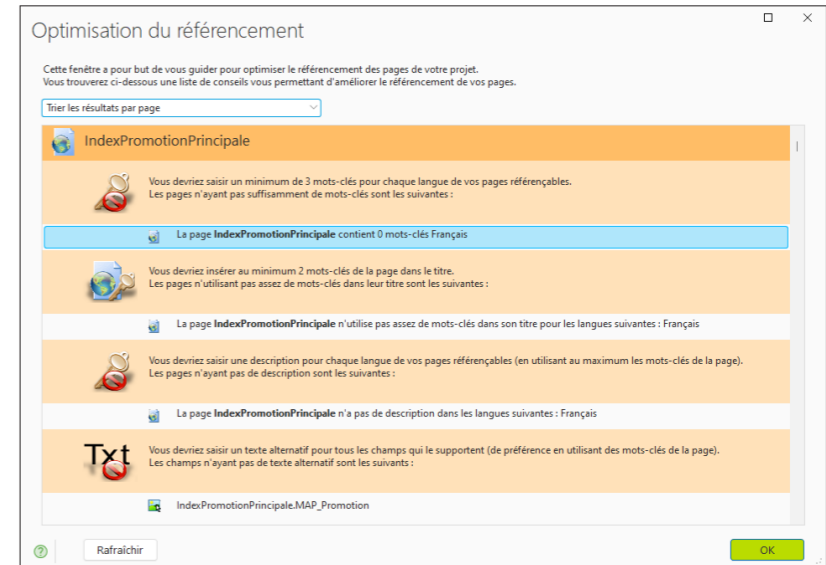 Optimisation du référencement
Cette fenêtre a pour but de vous guider pour optimiser le référencement des pages de votre projet.
Vous trouverez ci-dessous une liste de conseils vous permettant d'améliorer le référencement de vos pages.
Trier les résultats par page
IndexPromotionPrincipale
Vous devriez saisir un minimum de 3 mots-clés pour chaque langue de vos pages référençables.
Les pages n'ayant pas suffisamment de mots-clés sont les suivantes :
La page IndexPromotionPrincipale contient 0 mots-clés Français
Vous devriez insérer au minimum 2 mots-clés de la page dans le titre.
Les pages n'utilisant pas assez de mots-clés dans leur titre sont les suivantes :
La page IndexPromotionPrincipale n'utilise pas assez de mots-clés dans son titre pour les langues suivantes : Français
Vous devriez saisir une description pour chaque langue de vos pages référençables (en utilisant au maximum les mots-clés de la page).
Les pages n'ayant pas de description sont les suivantes :
La page IndexPromotionPrincipale n'a pas de description dans les langues suivantes : Français
Txt
Vous devriez saisir un texte alternatif pour tous les champs qui le supportent (de préférence en utilisant des mots-clés de la page).
Les champs n'ayant pas de texte alternatif sont les suivants :
IndexPromotionPrincipale.MAP_Promotion
?
Rafraîchir
OK